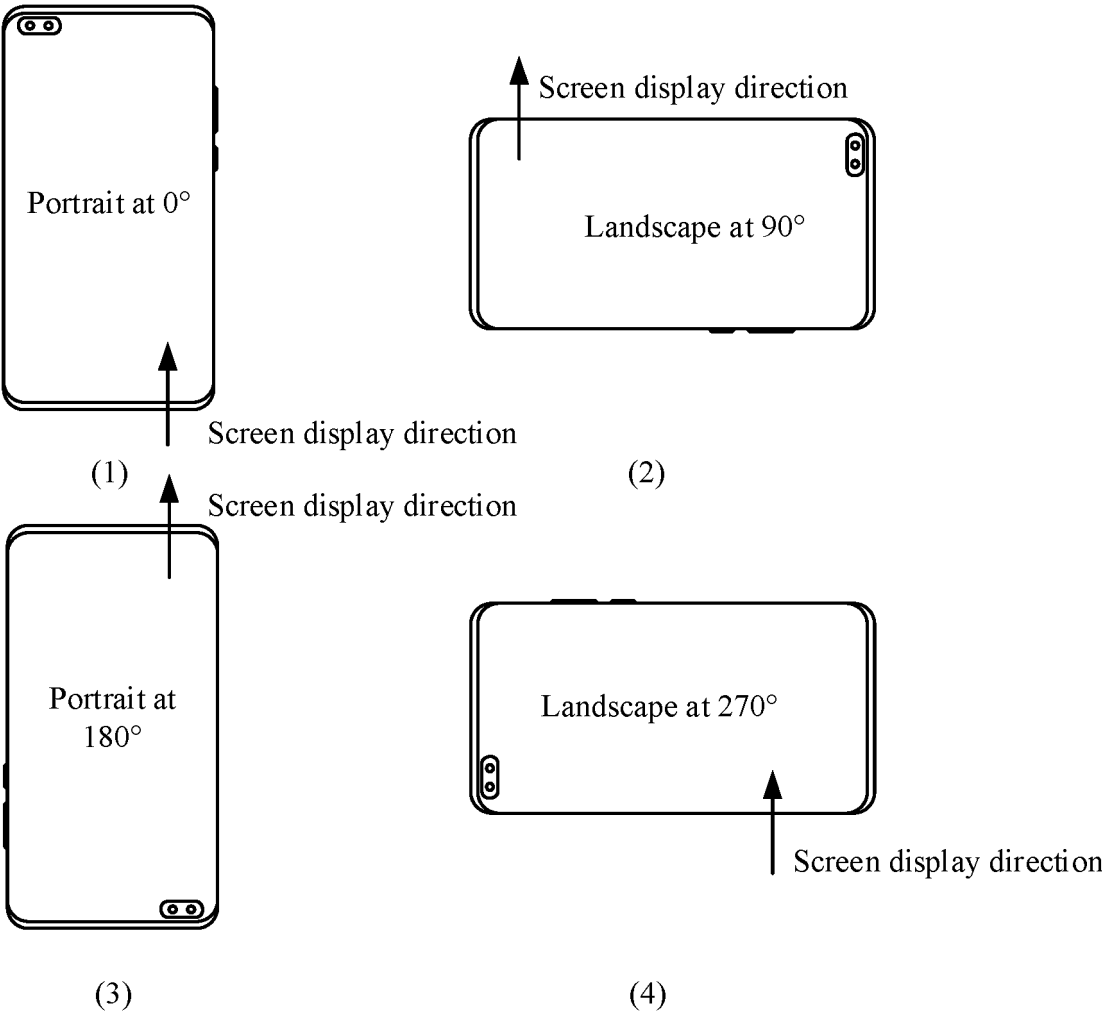 Screen display direction
Portrait at 0°
Landscape at 90°
Screen display direction
(1)
(2)
Screen display direction
Portrait at
180°
Landscape at 270°
Screen display direction
(3)
(4)